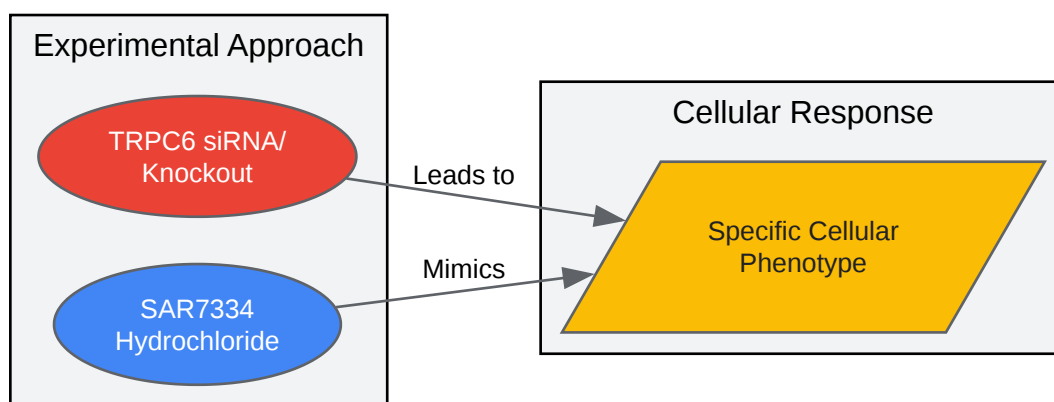 Experimental Approach
TRPC6 siRNA/
Knockout
SAR7334
Hydrochloride
Leads to
Mimics
Cellular Response
Specific Cellular
Phenotype